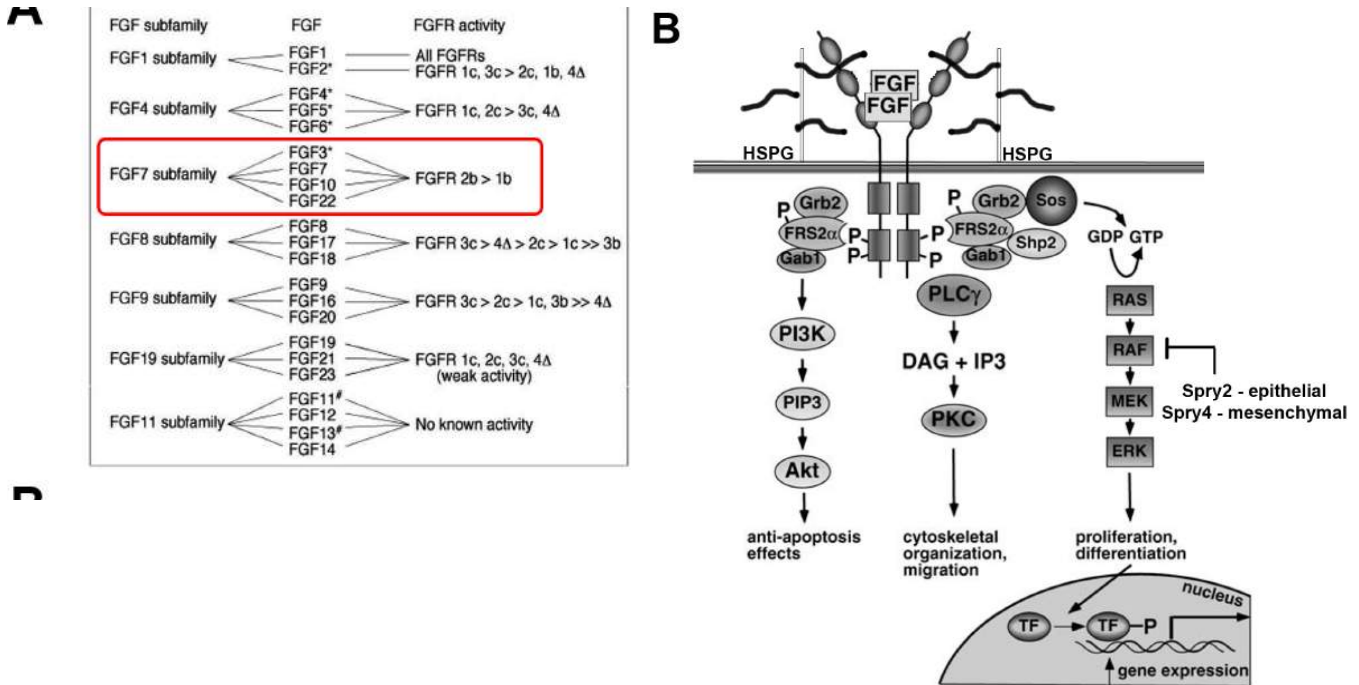 A
FGF subfamily FGF FGFR activity
FGF1 subfamily
FGF1 All FGFRs
FGF2* FGFR 1c, 3c > 2c, 1b, 4Δ
FGF4 subfamily
FGF4*
FGF5* FGFR 1c, 2c > 3c, 4Δ
FGF6*
FGF7 subfamily
FGF3*
FGF7
FGFR 2b > 1b
FGF10
FGF22
FGF8 subfamily
FGF8
FGF17 FGFR 3c > 4Δ > 2c > 1c >> 3b
FGF18
FGF9 subfamily
FGF9
FGF16 FGFR 3c > 2c > 1c, 3b >> 4Δ
FGF20
FGF19 subfamily
FGF19
FGF21 FGFR 1c, 2c, 3c, 4Δ
FGF23 (weak activity)
FGF11 subfamily
FGF11#
FGF12
No known activity
FGF13#
FGF14
B
FGF
FGF
HSPG HSPG
P Grb2
FRS2α P
Gab1 P
P Grb2 Sos
P FRS2α Shp2
P Gab1
GDP GTP
PI3K
PIP3
Akt
anti-apoptosis
effects
PLCγ
DAG + IP3
PKC
cytoskeletal
organization,
migration
RAS
RAF
MEK
ERK
Spry2 - epithelial
Spry4 - mesenchymal
proliferation,
differentiation
nucleus
TF TF P
gene expression